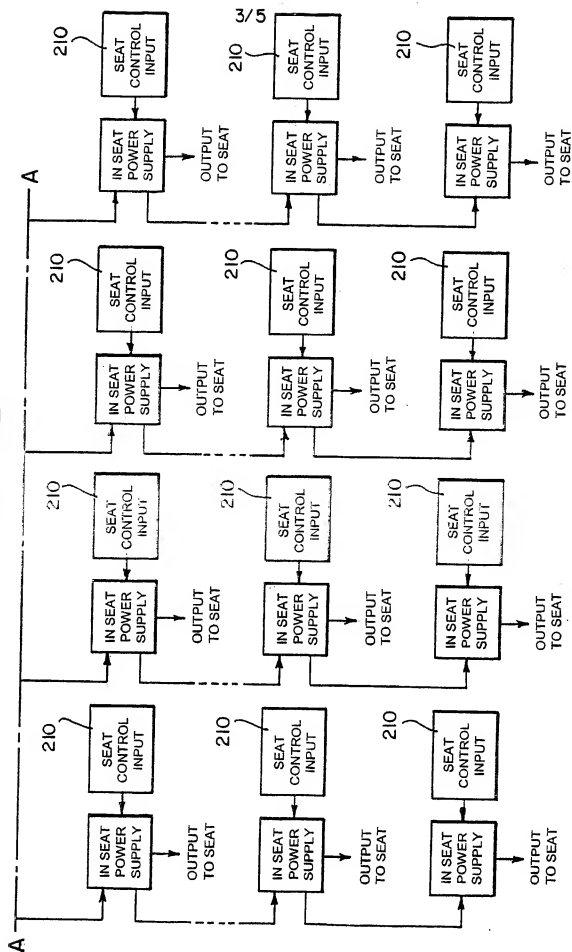 3/5
A
A
IN SEAT
POWER
SUPPLY
SEAT
CONTROL
INPUT
210
OUTPUT
TO SEAT
IN SEAT
POWER
SUPPLY
SEAT
CONTROL
INPUT
210
OUTPUT
TO SEAT
IN SEAT
POWER
SUPPLY
SEAT
CONTROL
INPUT
210
OUTPUT
TO SEAT
IN SEAT
POWER
SUPPLY
SEAT
CONTROL
INPUT
210
OUTPUT
TO SEAT
IN SEAT
POWER
SUPPLY
SEAT
CONTROL
INPUT
210
OUTPUT
TO SEAT
IN SEAT
POWER
SUPPLY
SEAT
CONTROL
INPUT
210
OUTPUT
TO SEAT
IN SEAT
POWER
SUPPLY
SEAT
CONTROL
INPUT
210
OUTPUT
TO SEAT
IN SEAT
POWER
SUPPLY
SEAT
CONTROL
INPUT
210
OUTPUT
TO SEAT
IN SEAT
POWER
SUPPLY
SEAT
CONTROL
INPUT
210
OUTPUT
TO SEAT
IN SEAT
POWER
SUPPLY
SEAT
CONTROL
INPUT
210
OUTPUT
TO SEAT
IN SEAT
POWER
SUPPLY
SEAT
CONTROL
INPUT
210
OUTPUT
TO SEAT
IN SEAT
POWER
SUPPLY
SEAT
CONTROL
INPUT
210
OUTPUT
TO SEAT